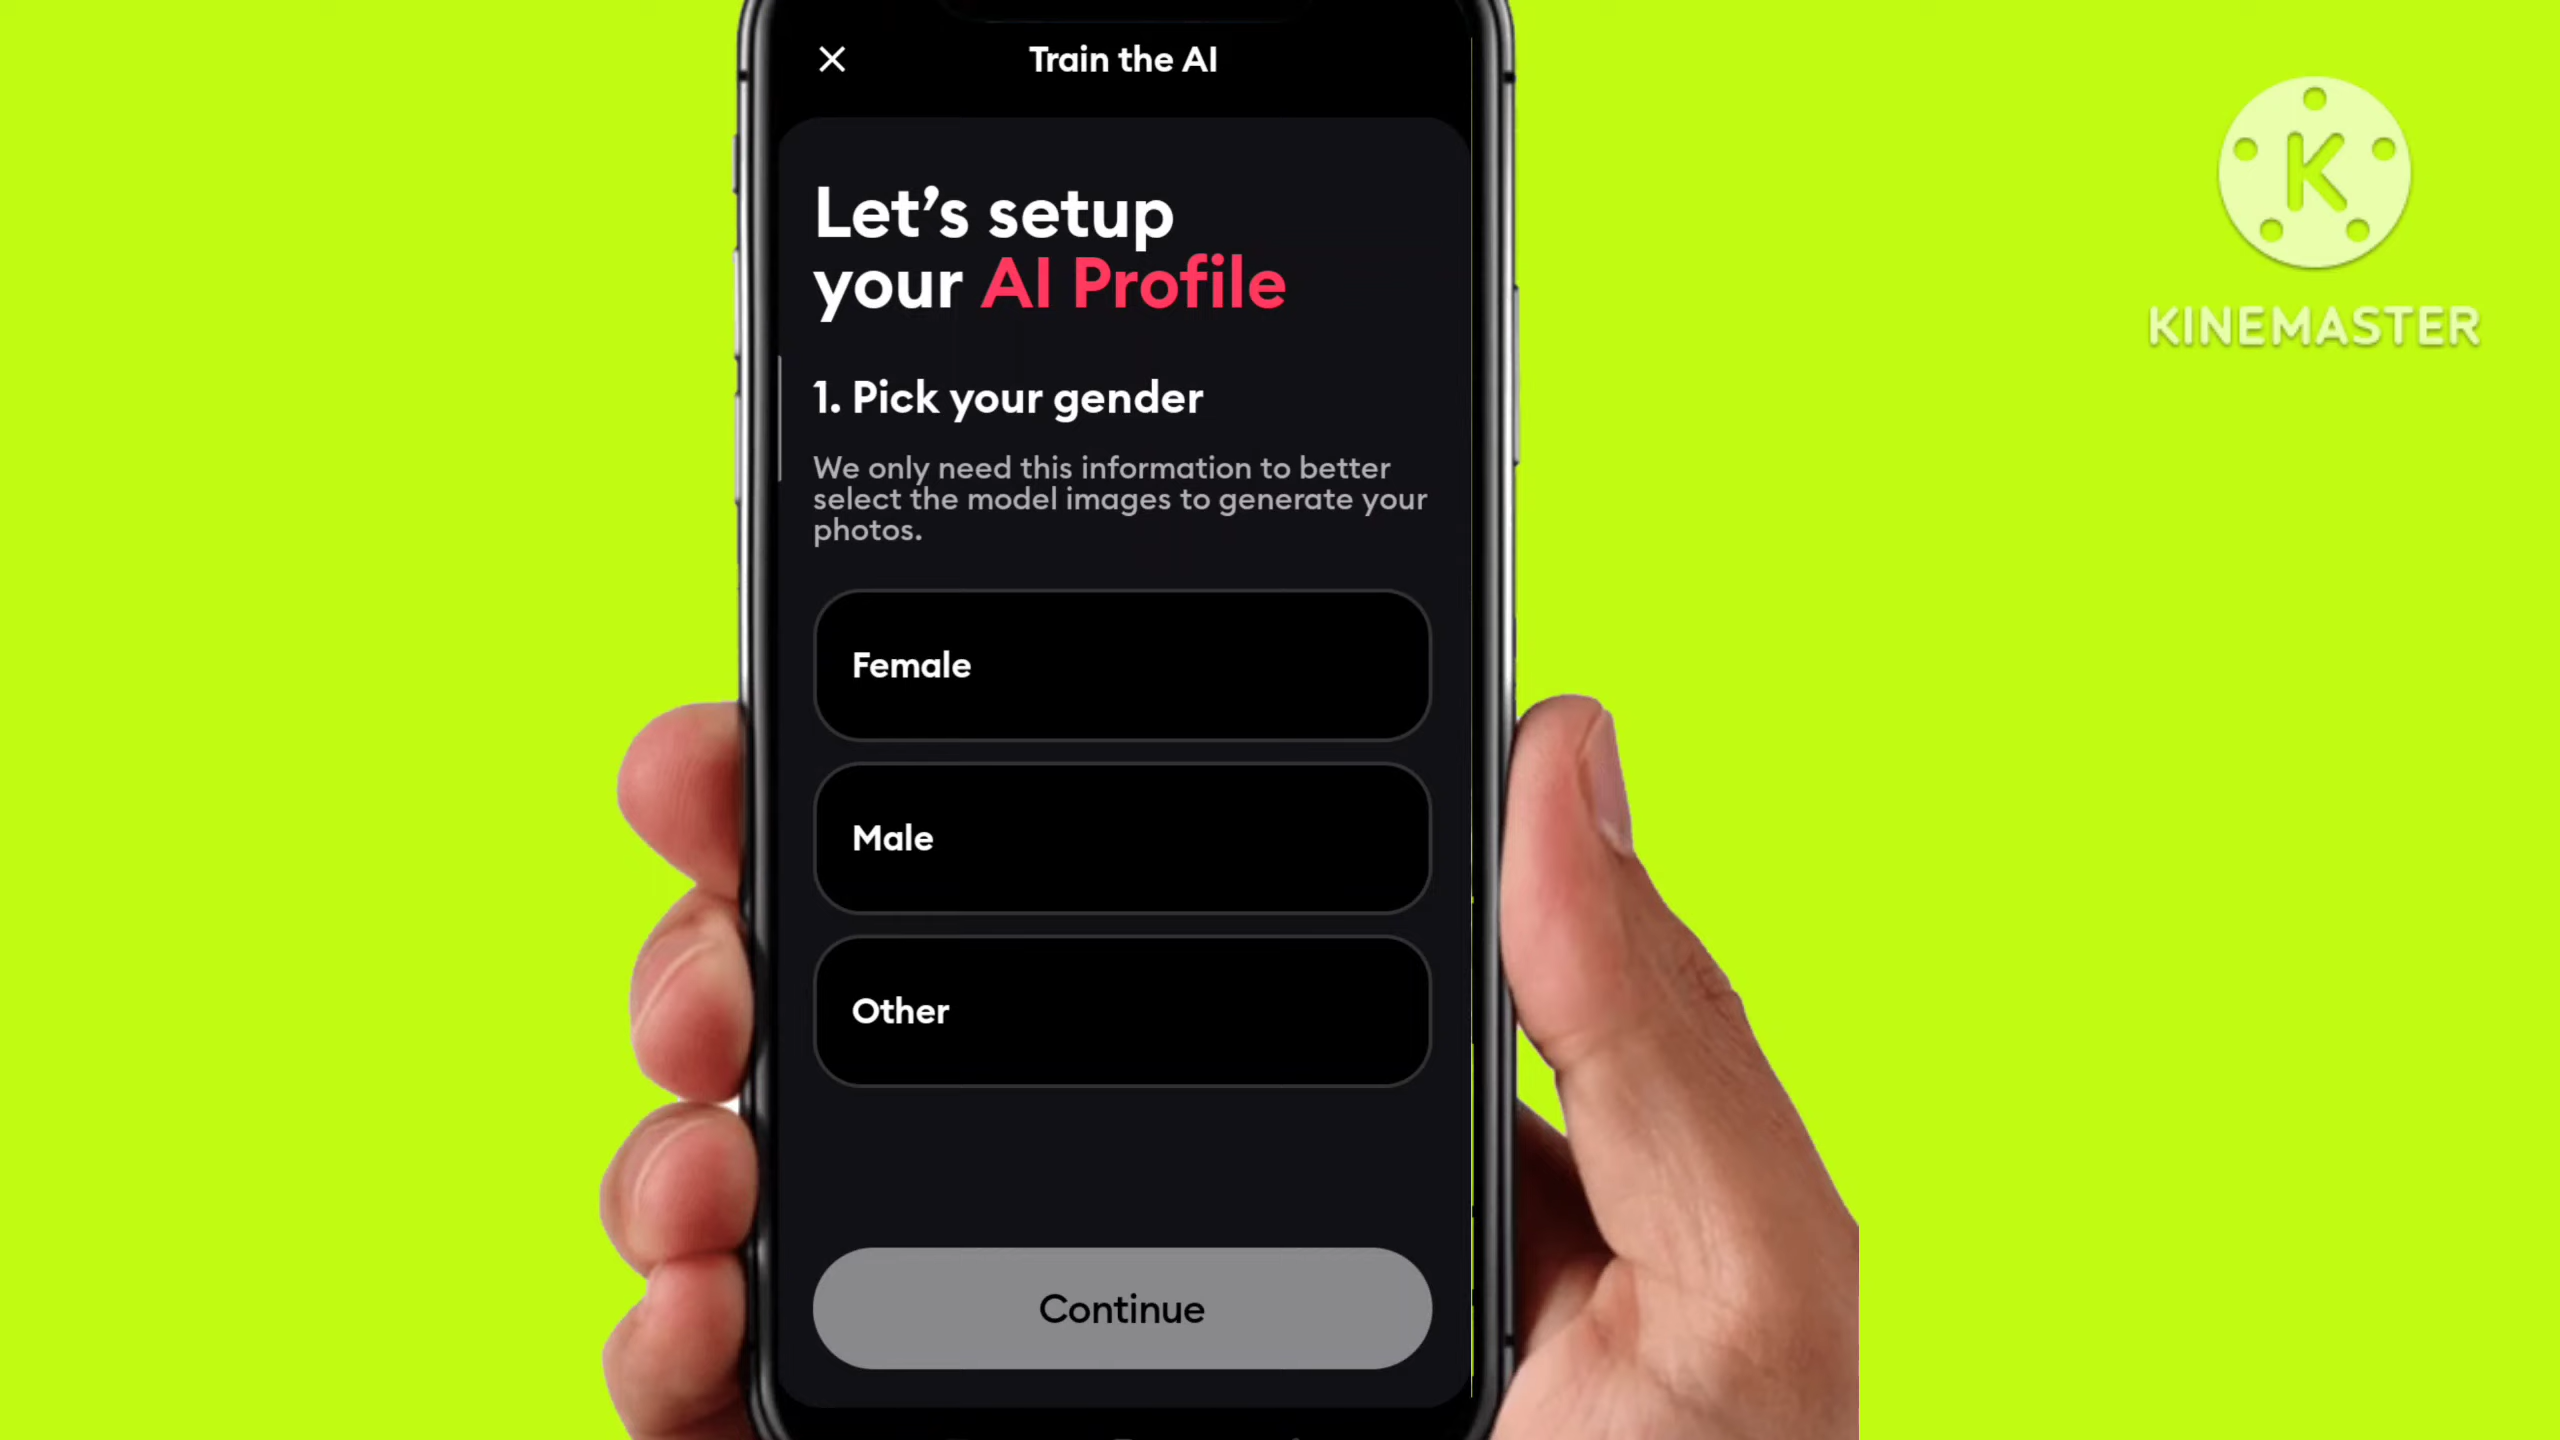 Train the AI
K
KINEMASTER
Let's setup
your AI Profile
1. Pick your gender
We only need this information to better
select the model images to generate your
photos.
Female
Male
Other
Continue